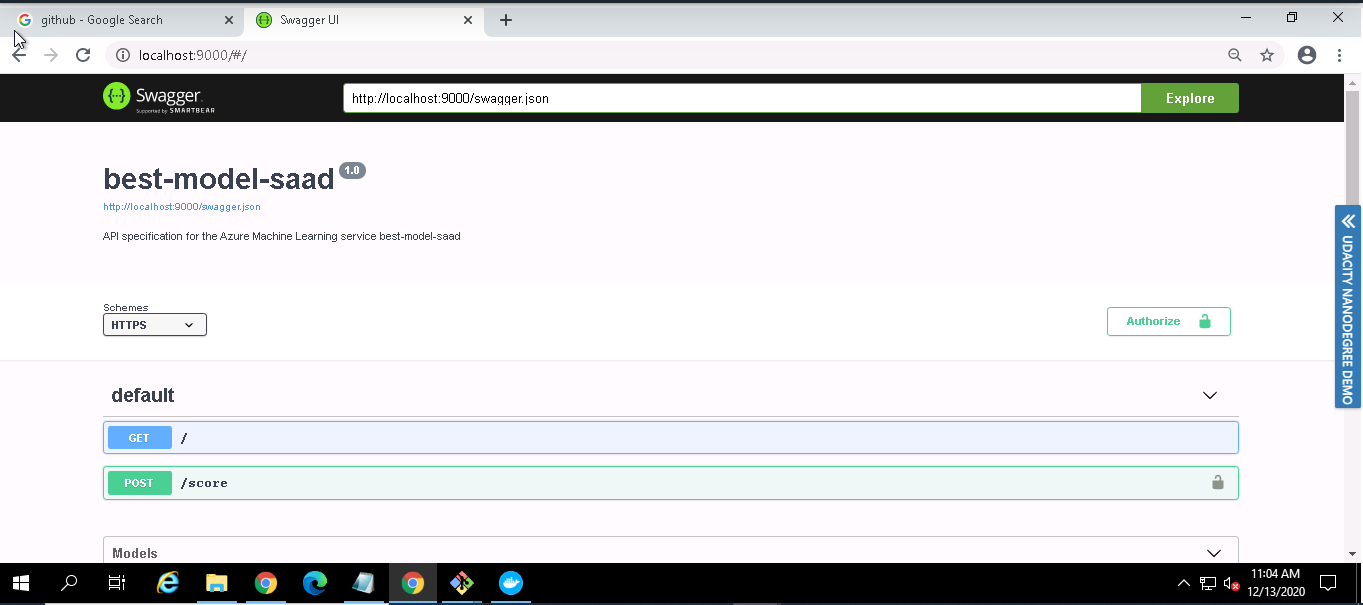 github - Google Search
Swagger UI
localhost:9000/#/
Swagger.
Supported by SMARTBEAR
http://localhost:9000/swagger.json
Explore
best-model-saad 1.0
http://localhost:9000/swagger.json
API specification for the Azure Machine Learning service best-model-saad
Schemes
HTTPS
Authorize
UDACITY NANODEGREE DEMO
default
GET /
POST /score
Models
11:04 AM
12/13/2020